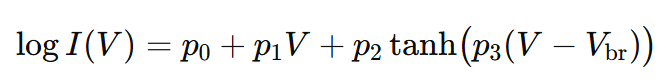 log I(V) = p₀ + p₁V + p₂ tanh(p₃(V − V_br))